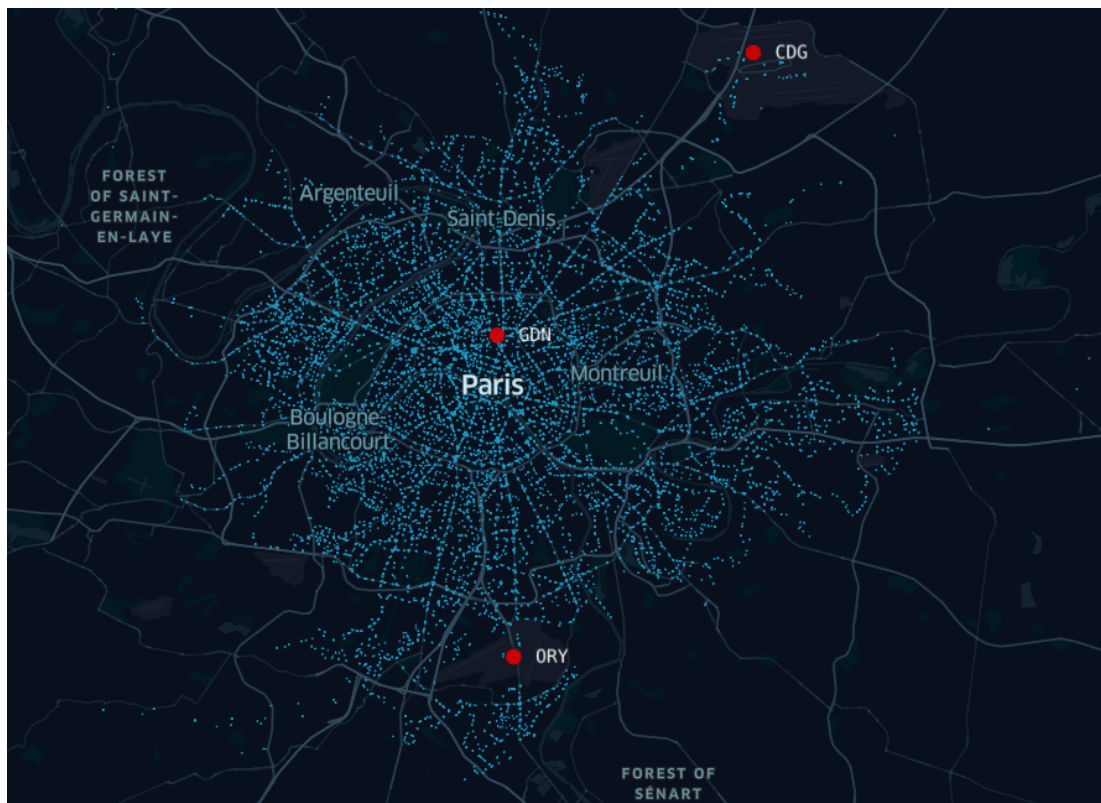 CDG
FOREST
OF SAINT-
GERMAIN-
EN-LAYE
Argenteuil
Saint-Denis
GDN
Paris
Montreuil
Boulogne-
Billancourt
ORY
FOREST OF
SÉNART